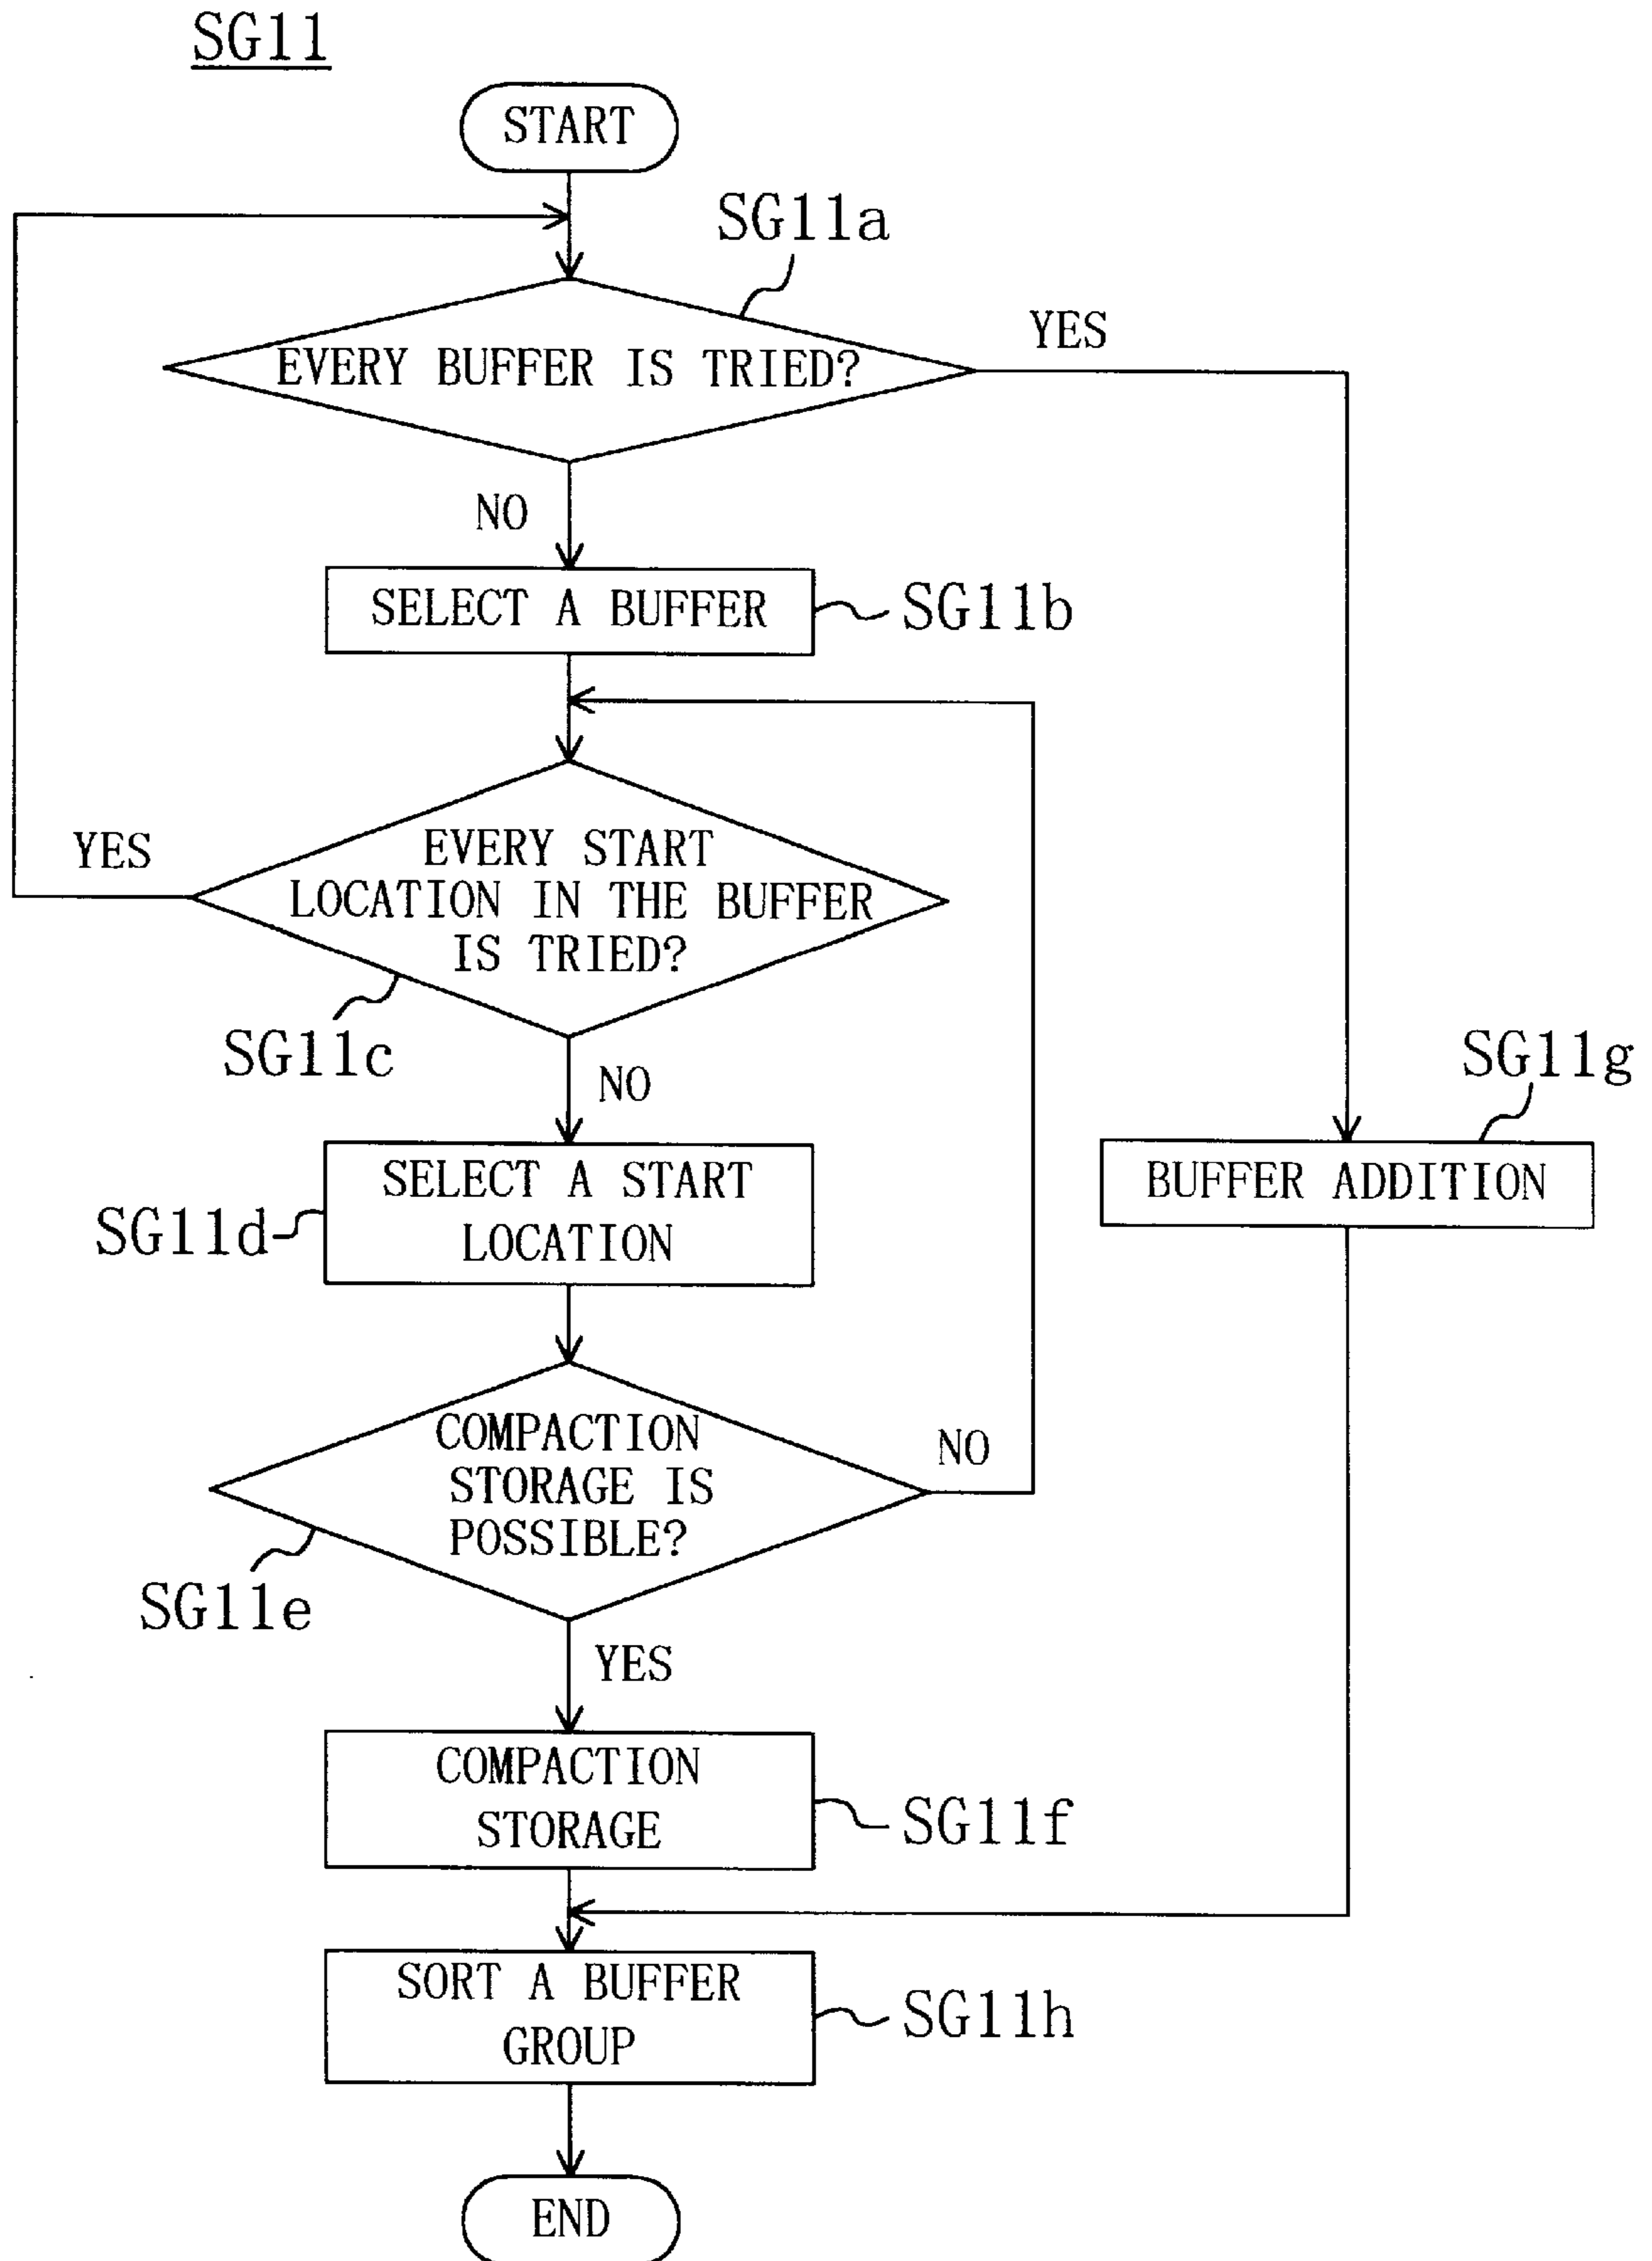 SG11
START
SG11a
EVERY BUFFER IS TRIED?
YES
NO
SELECT A BUFFER
SG11b
YES
EVERY START
LOCATION IN THE BUFFER
IS TRIED?
SG11c
NO
SG11g
BUFFER ADDITION
SELECT A START
LOCATION
SG11d
COMPACTION
STORAGE IS
POSSIBLE?
NO
SG11e
YES
COMPACTION
STORAGE
SG11f
SORT A BUFFER
GROUP
SG11h
END